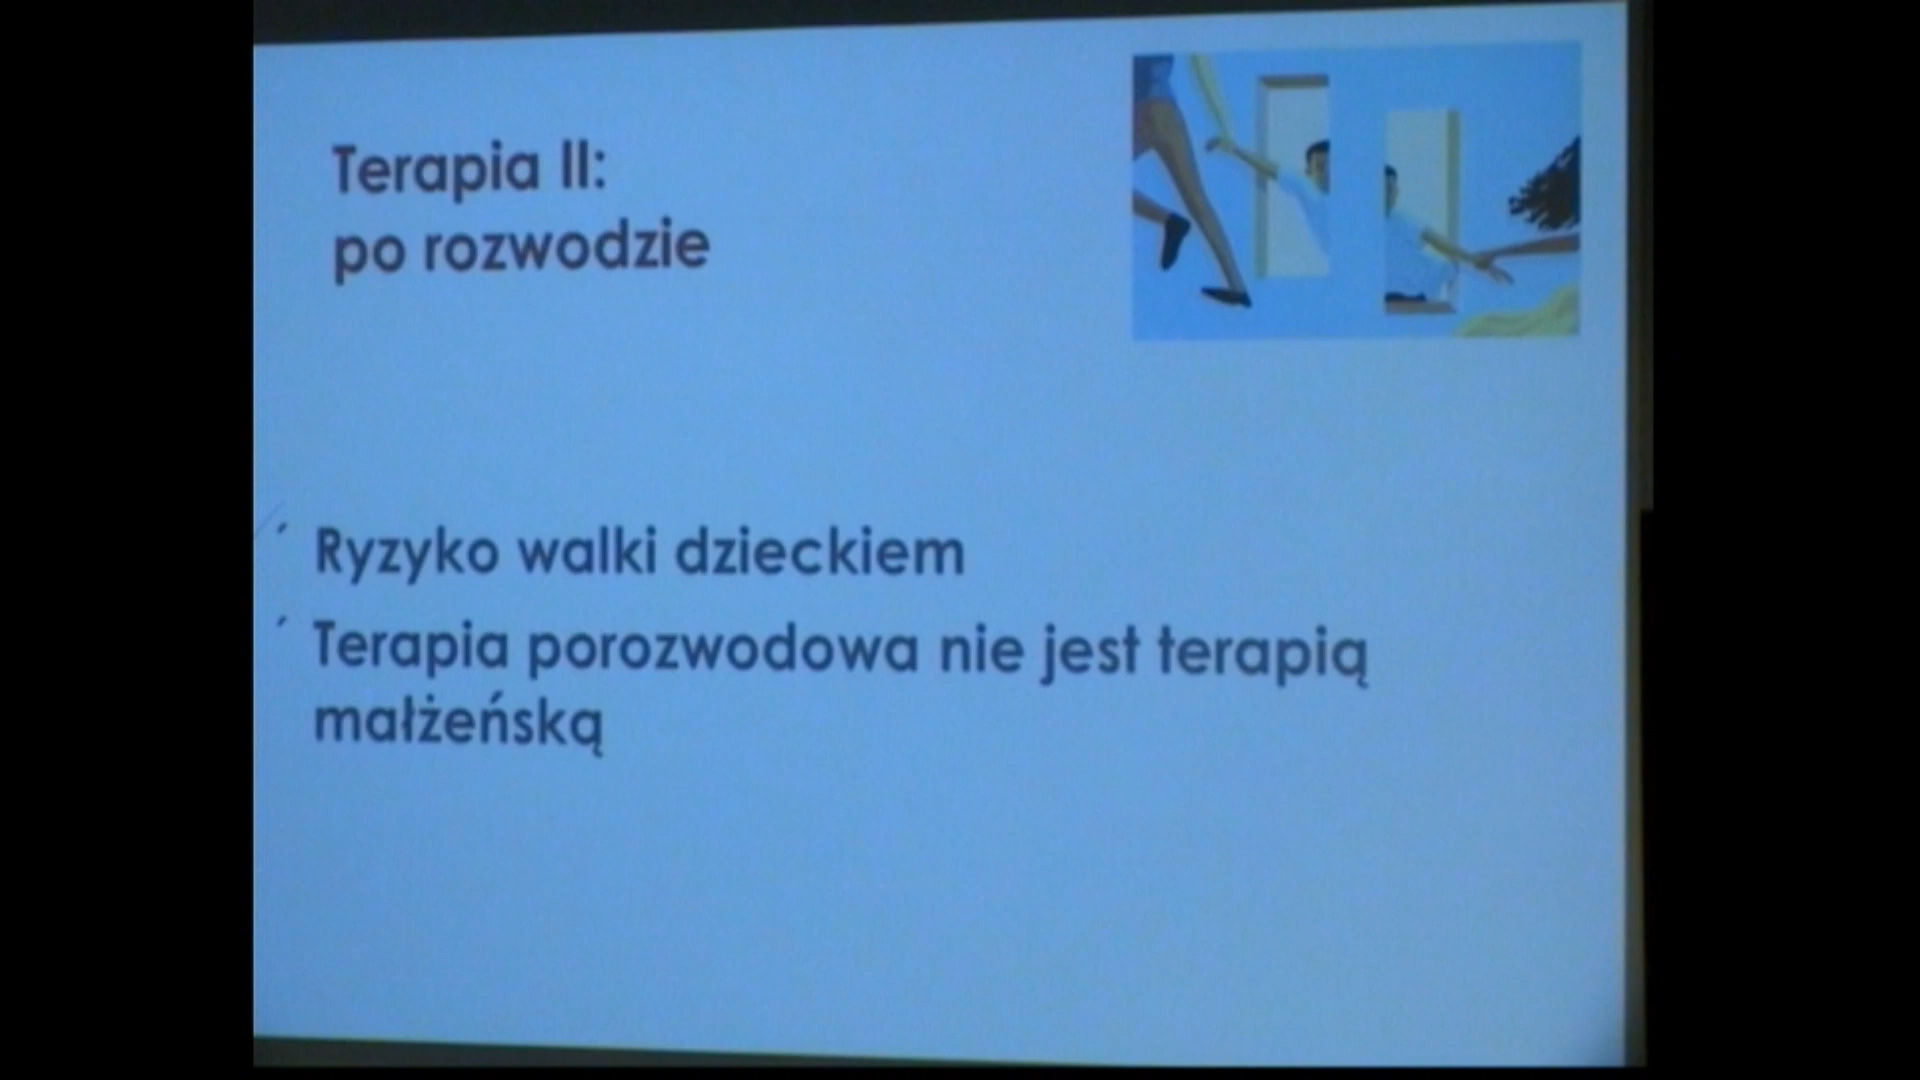 Terapia II:
po rozwodzie
Ryzyko walki dzieckiem
Terapia porozwodowa nie jest terapią
małżeńską